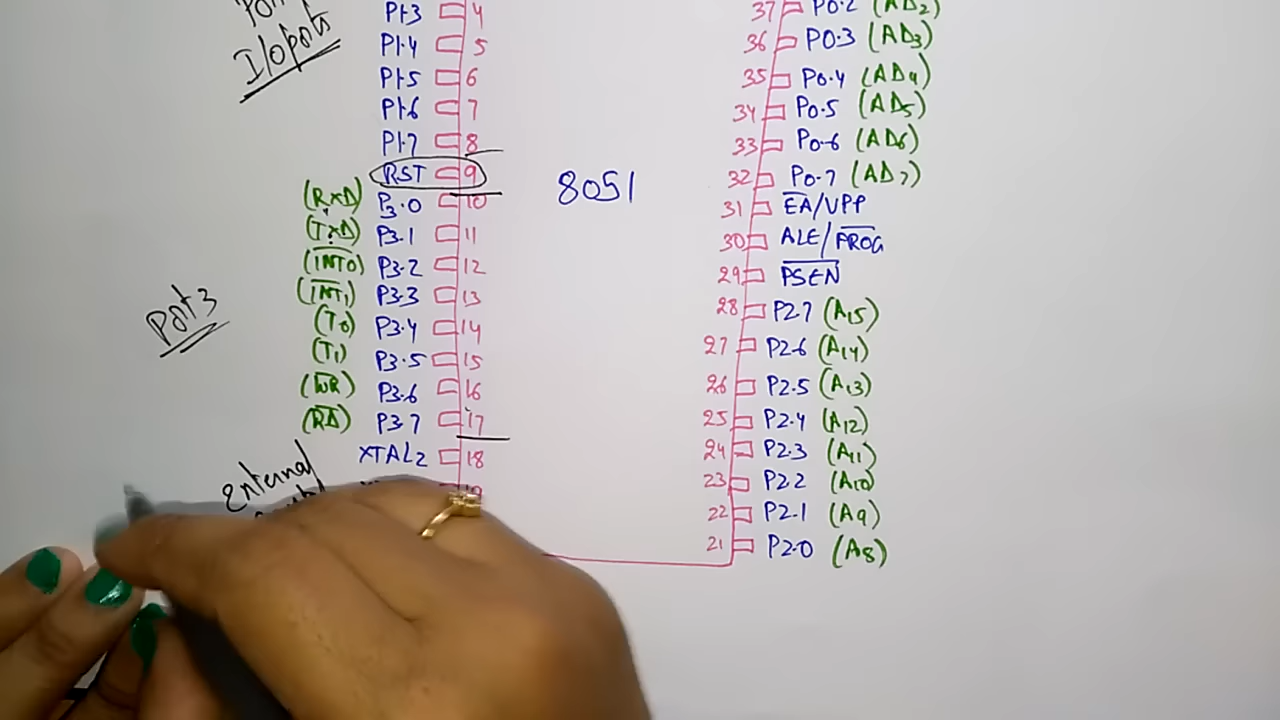 Port 1
I/O ports
P1.3 4
P1.4 5
P1.5 6
P1.6 7
P1.7 8
RST 9
(RxD) P3.0 10
(TxD) P3.1 11
(INT0) P3.2 12
(INT1) P3.3 13
(T0) P3.4 14
(T1) P3.5 15
(WR) P3.6 16
(RD) P3.7 17
XTAL2 18
19
Port3
External
8051
37 P0.2 (AD2)
36 P0.3 (AD3)
35 P0.4 (AD4)
34 P0.5 (AD5)
33 P0.6 (AD6)
32 P0.7 (AD7)
31 EA/VPP
30 ALE/PROG
29 PSEN
28 P2.7 (A15)
27 P2.6 (A14)
26 P2.5 (A13)
25 P2.4 (A12)
24 P2.3 (A11)
23 P2.2 (A10)
22 P2.1 (A9)
21 P2.0 (A8)